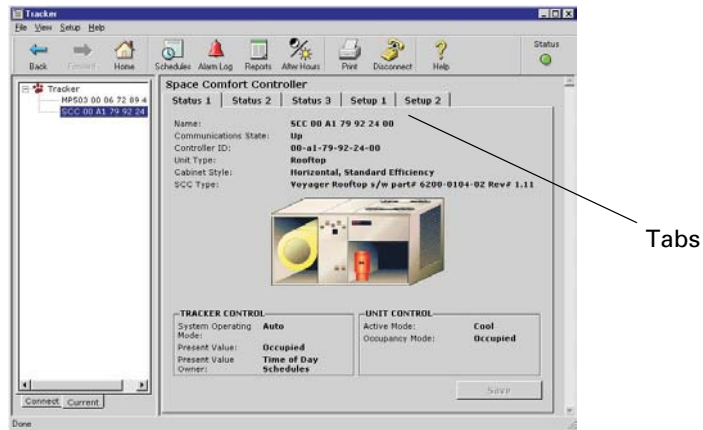 Tracker
File View Setup Help
Back Forward Home Schedules Alarm Log Reports After Hours Print Disconnect Help Status
Tracker
MP503 00 06 72 89 4
SCC 00 A1 79 92 24
Space Comfort Controller
Status 1 Status 2 Status 3 Setup 1 Setup 2
Name: SCC 00 A1 79 92 24 00
Communications State: Up
Controller ID: 00-a1-79-92-24-00
Unit Type: Rooftop
Cabinet Style: Horizontal, Standard Efficiency
SCC Type: Voyager Rooftop s/w part# 6200-0104-02 Rev# 1.11
Tabs
TRACKER CONTROL
System Operating Mode: Auto
Present Value: Occupied
Present Value Owner: Time of Day Schedules
UNIT CONTROL
Active Mode: Cool
Occupancy Mode: Occupied
Save
Connect Current
Done